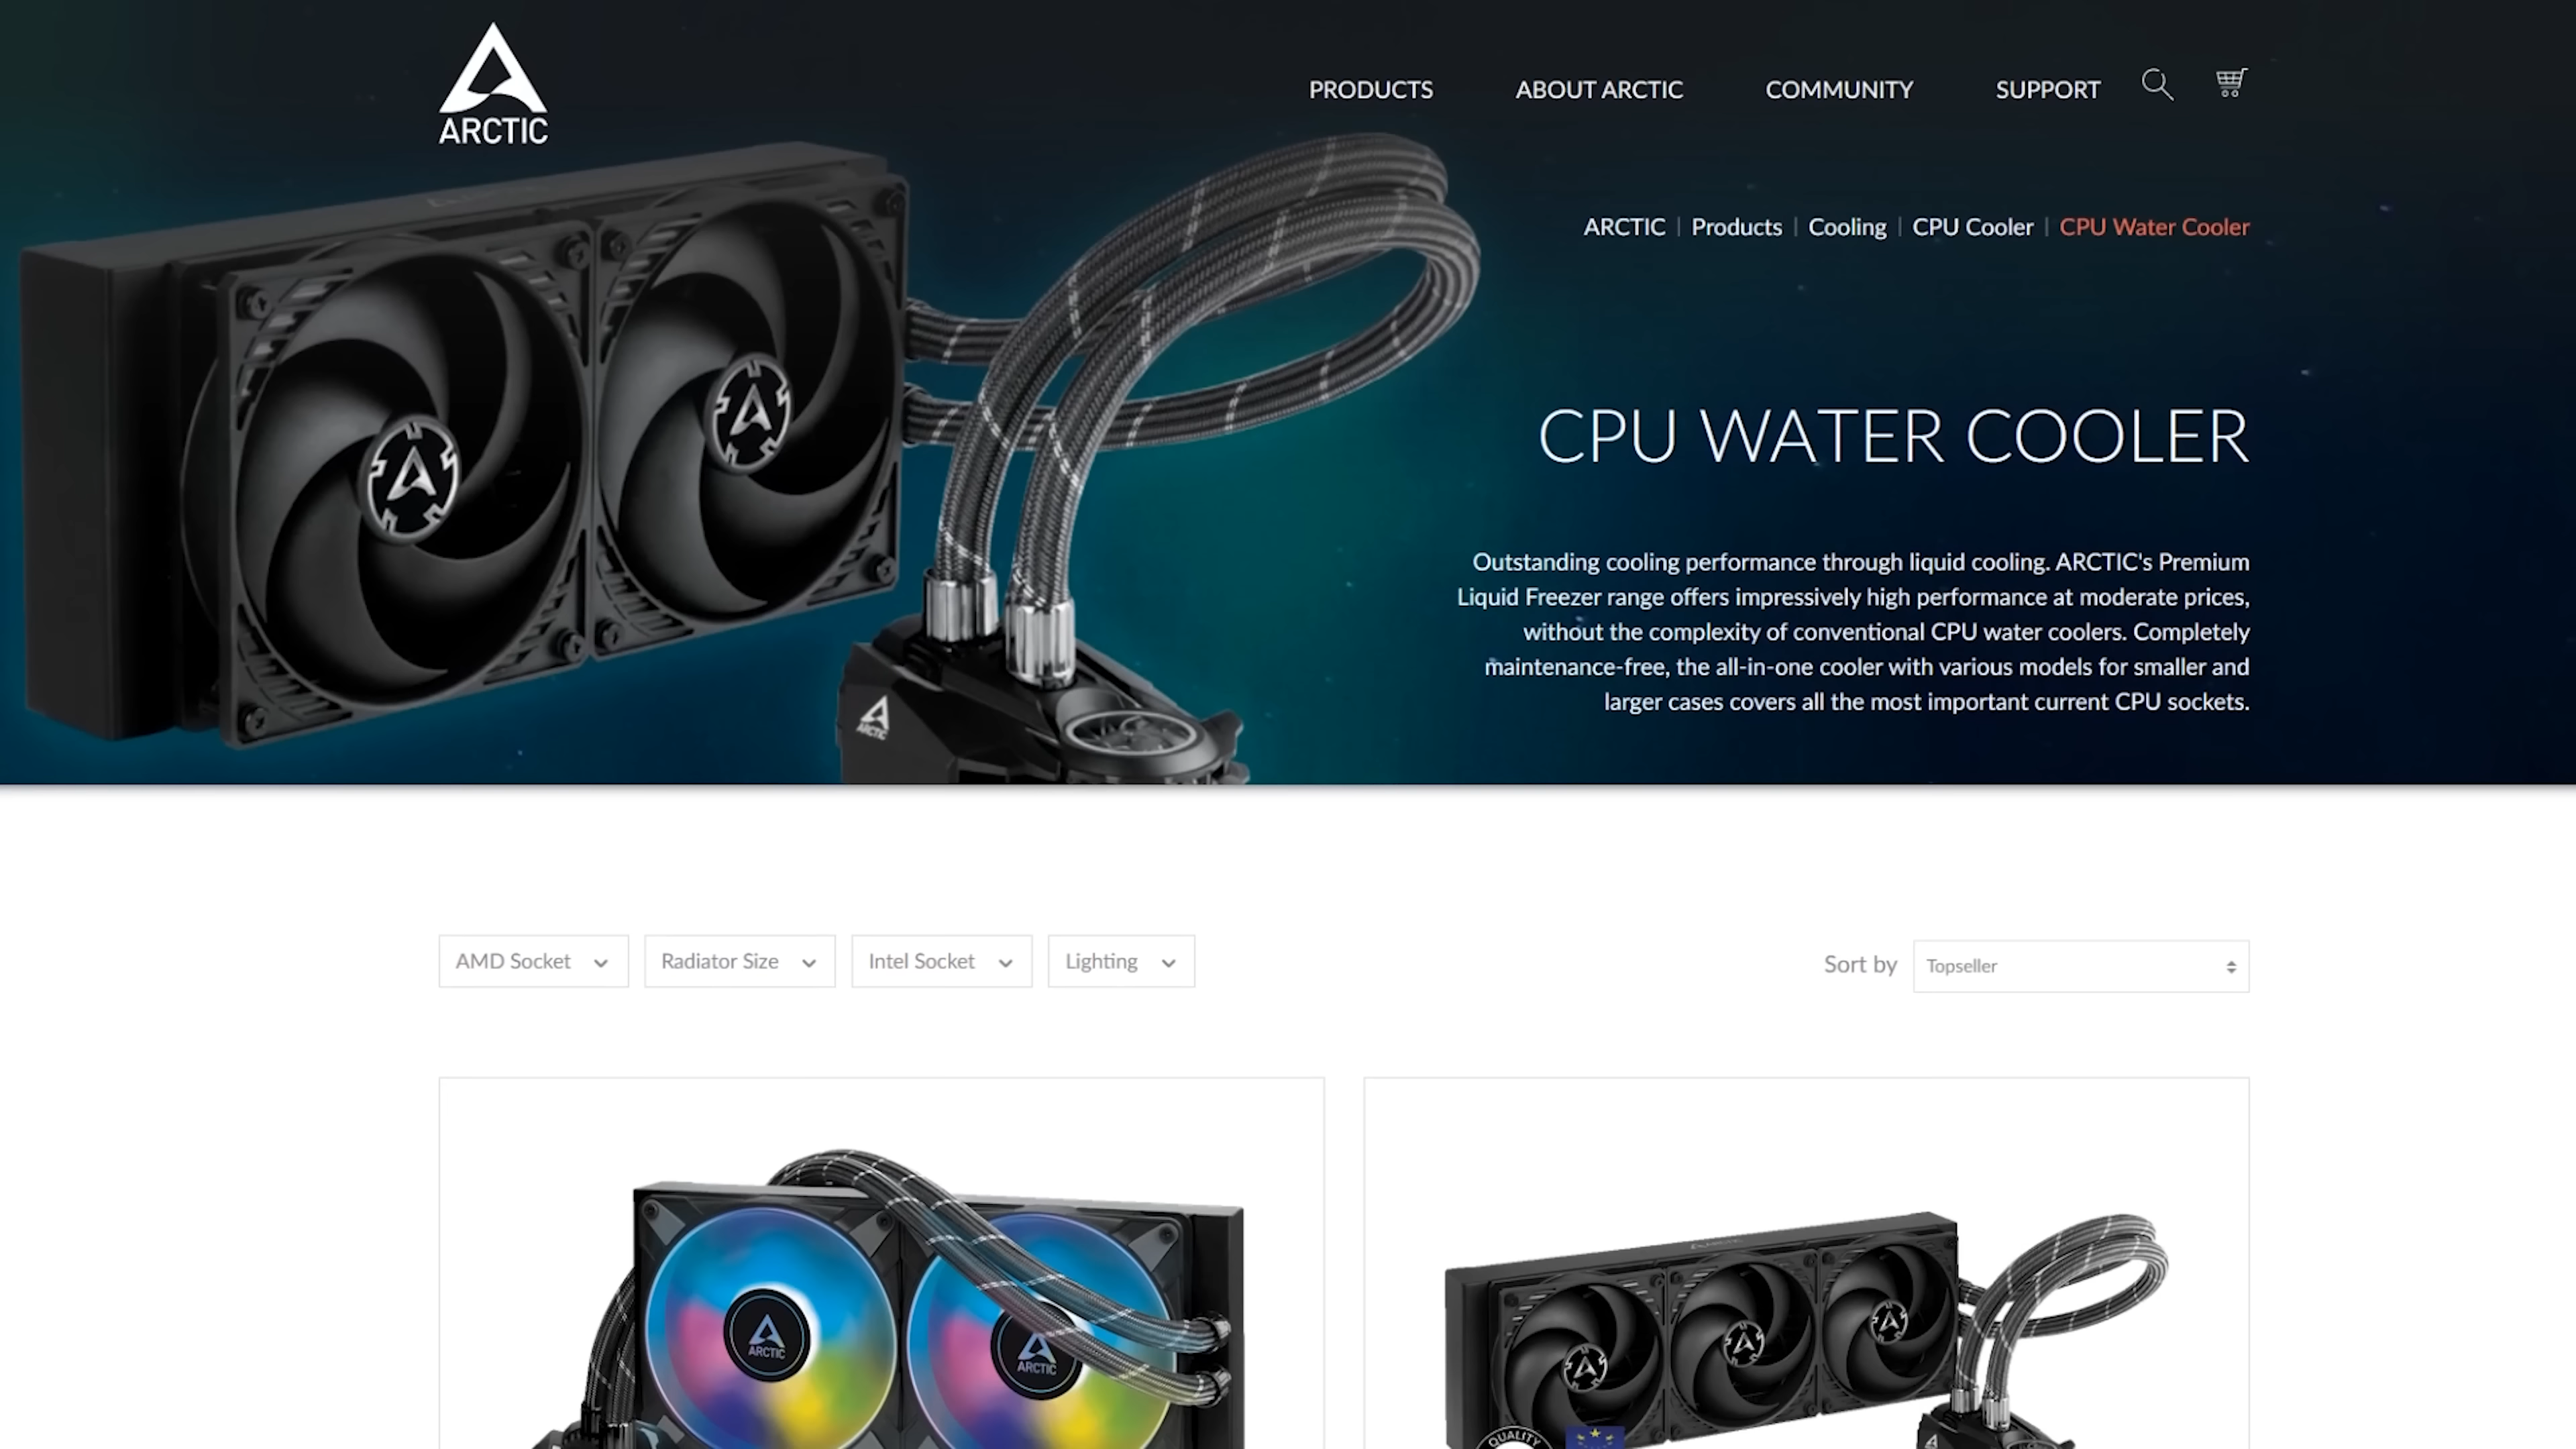 ARCTIC
PRODUCTS
ABOUT ARCTIC
COMMUNITY
SUPPORT
ARCTIC | Products | Cooling | CPU Cooler | CPU Water Cooler
CPU WATER COOLER
Outstanding cooling performance through liquid cooling. ARCTIC's Premium
Liquid Freezer range offers impressively high performance at moderate prices,
without the complexity of conventional CPU water coolers. Completely
maintenance-free, the all-in-one cooler with various models for smaller and
larger cases covers all the most important current CPU sockets.
ARCTIC
AMD Socket
Radiator Size
Intel Socket
Lighting
Sort by
Topseller
ARCTIC
ARCTIC
QUALITY